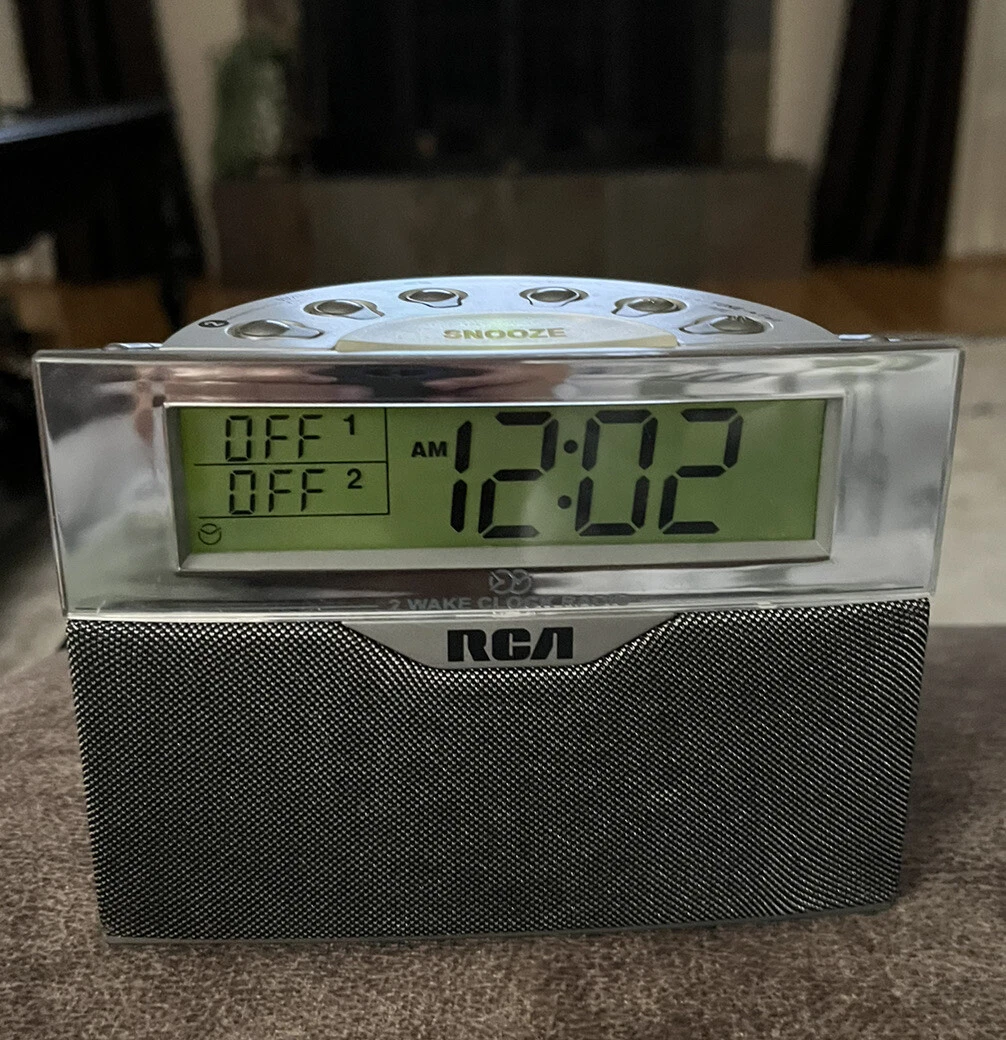 SNOOZE
OFF 1
OFF 2
AM 12:02
2 WAKE CLOCK RADIO
RCA